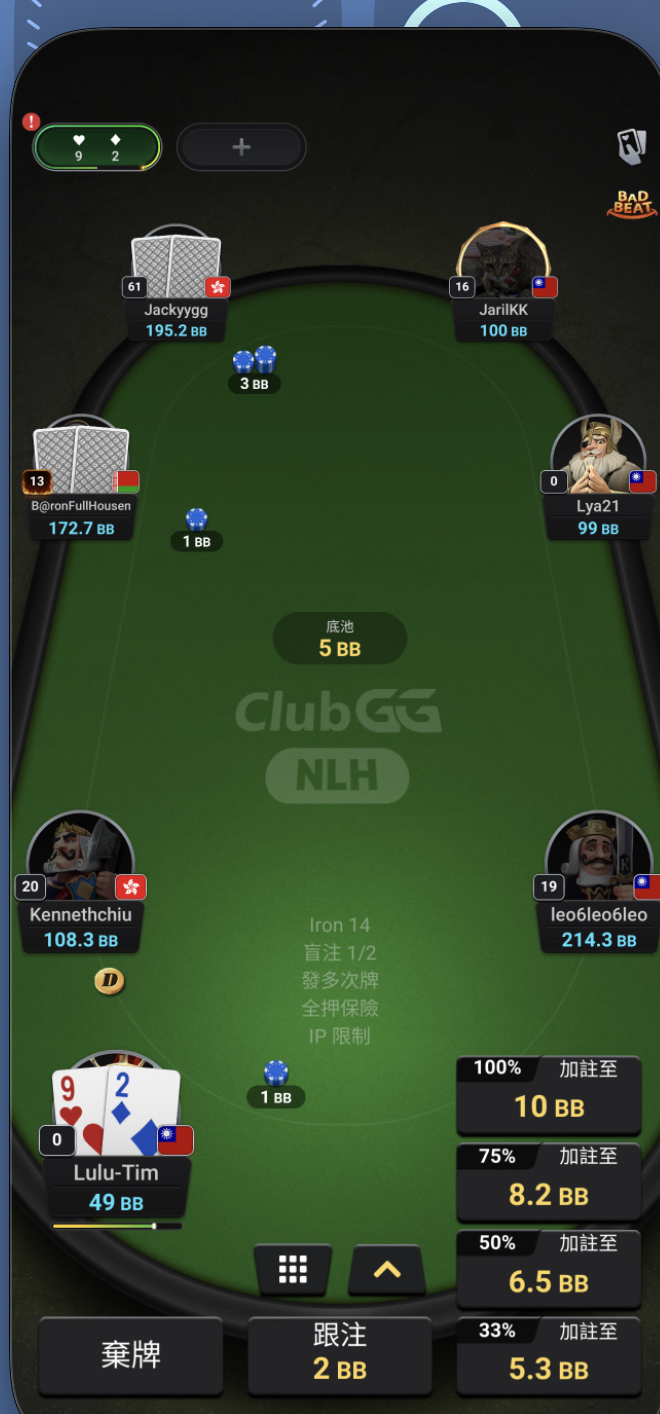 !
9 2
+
BAD
BEAT
61
Jackyygg
195.2 BB
16
JarilKK
100 BB
3 BB
13
B@ronFullHousen
172.7 BB
0
Lya21
99 BB
1 BB
底池
5 BB
ClubGG
NLH
20
Kennethchiu
108.3 BB
19
K
leo6leo6leo
214.3 BB
D
Iron 14
盲注 1/2
發多次牌
全押保險
IP 限制
1 BB
9 2
0
Lulu-Tim
49 BB
100% 加註至
10 BB
75% 加註至
8.2 BB
50% 加註至
6.5 BB
33% 加註至
5.3 BB
棄牌
跟注
2 BB